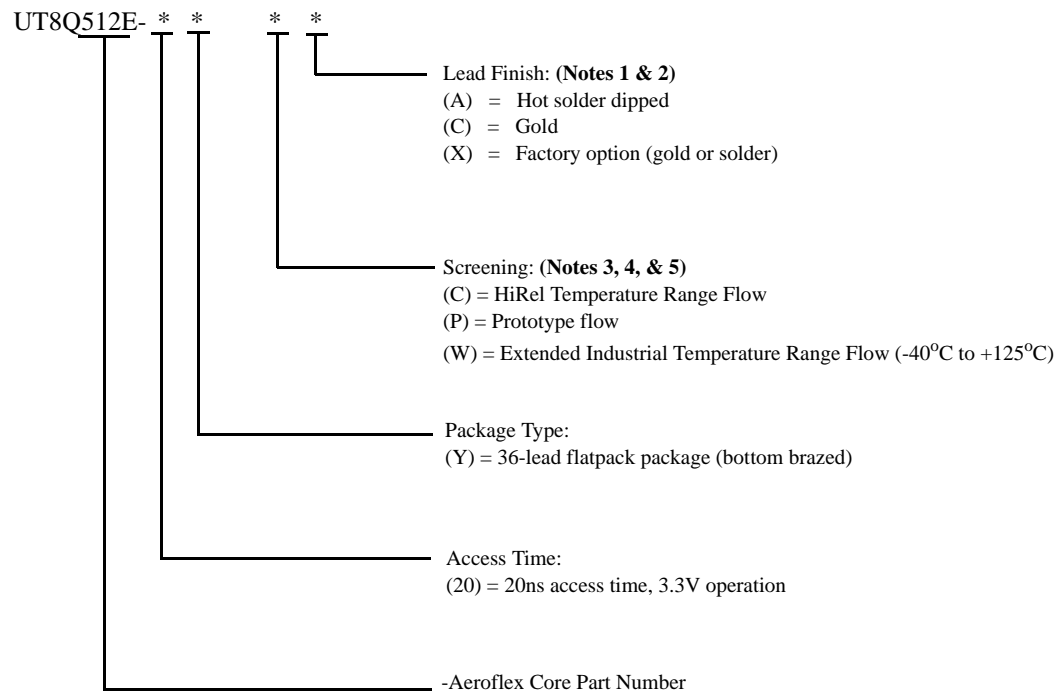 UT8Q512E- * * * *
Lead Finish: (Notes 1 & 2)
(A) = Hot solder dipped
(C) = Gold
(X) = Factory option (gold or solder)
Screening: (Notes 3, 4, & 5)
(C) = HiRel Temperature Range Flow
(P) = Prototype flow
(W) = Extended Industrial Temperature Range Flow (-40°C to +125°C)
Package Type:
(Y) = 36-lead flatpack package (bottom brazed)
Access Time:
(20) = 20ns access time, 3.3V operation
-Aeroflex Core Part Number